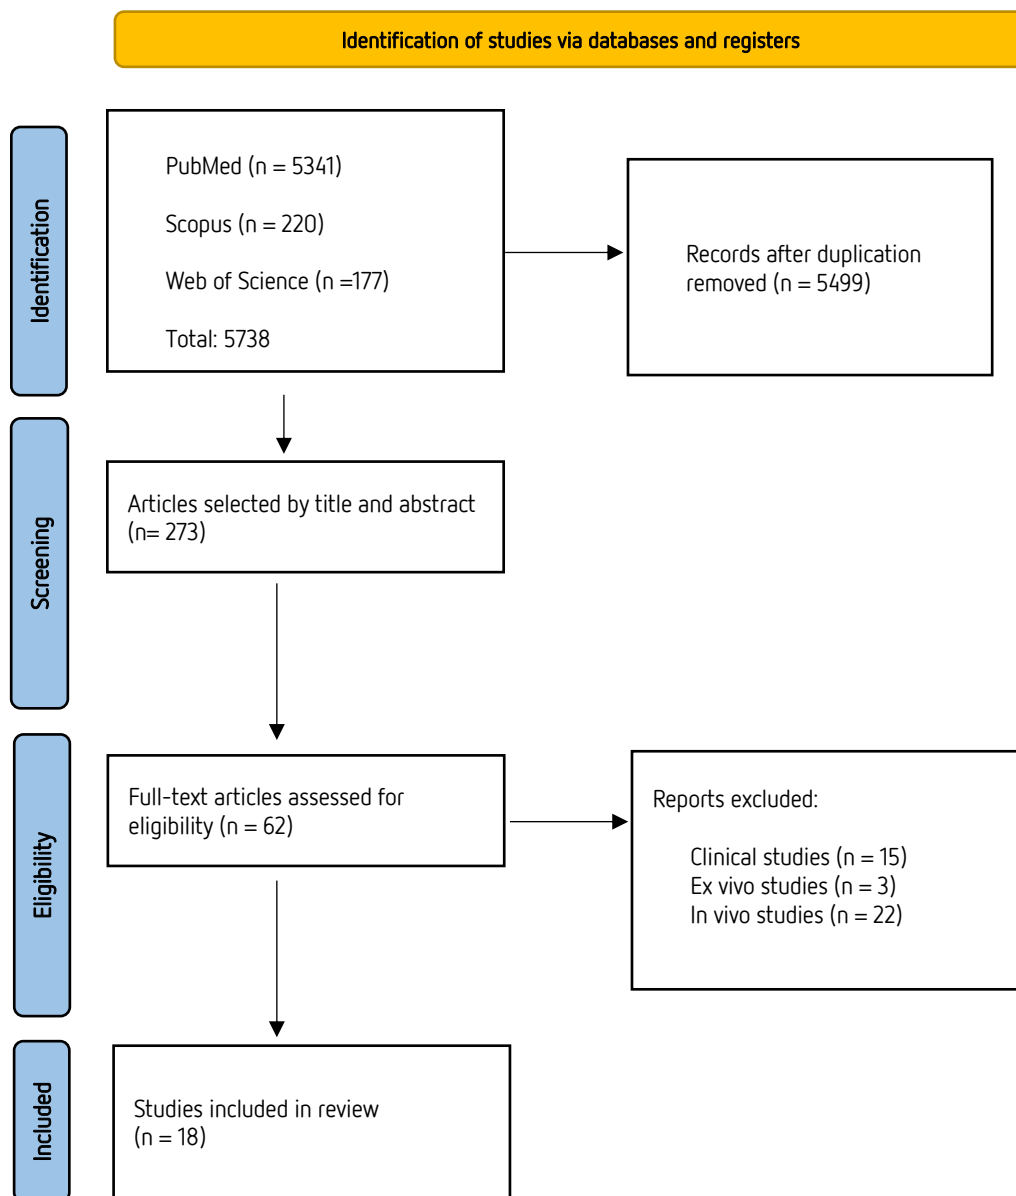 Identification of studies via databases and registers
Identification
PubMed (n = 5341)
Scopus (n = 220)
Web of Science (n =177)
Total: 5738
Records after duplication
removed (n = 5499)
Screening
Articles selected by title and abstract
(n= 273)
Eligibility
Full-text articles assessed for
eligibility (n = 62)
Reports excluded:
Clinical studies (n = 15)
Ex vivo studies (n = 3)
In vivo studies (n = 22)
Included
Studies included in review
(n = 18)